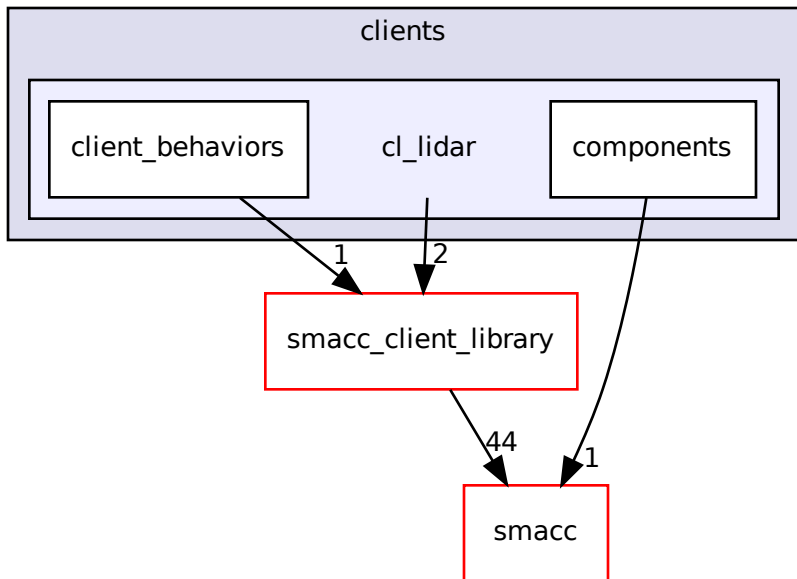 clients
client_behaviors
cl_lidar
components
1
2
smacc_client_library
44
1
smacc